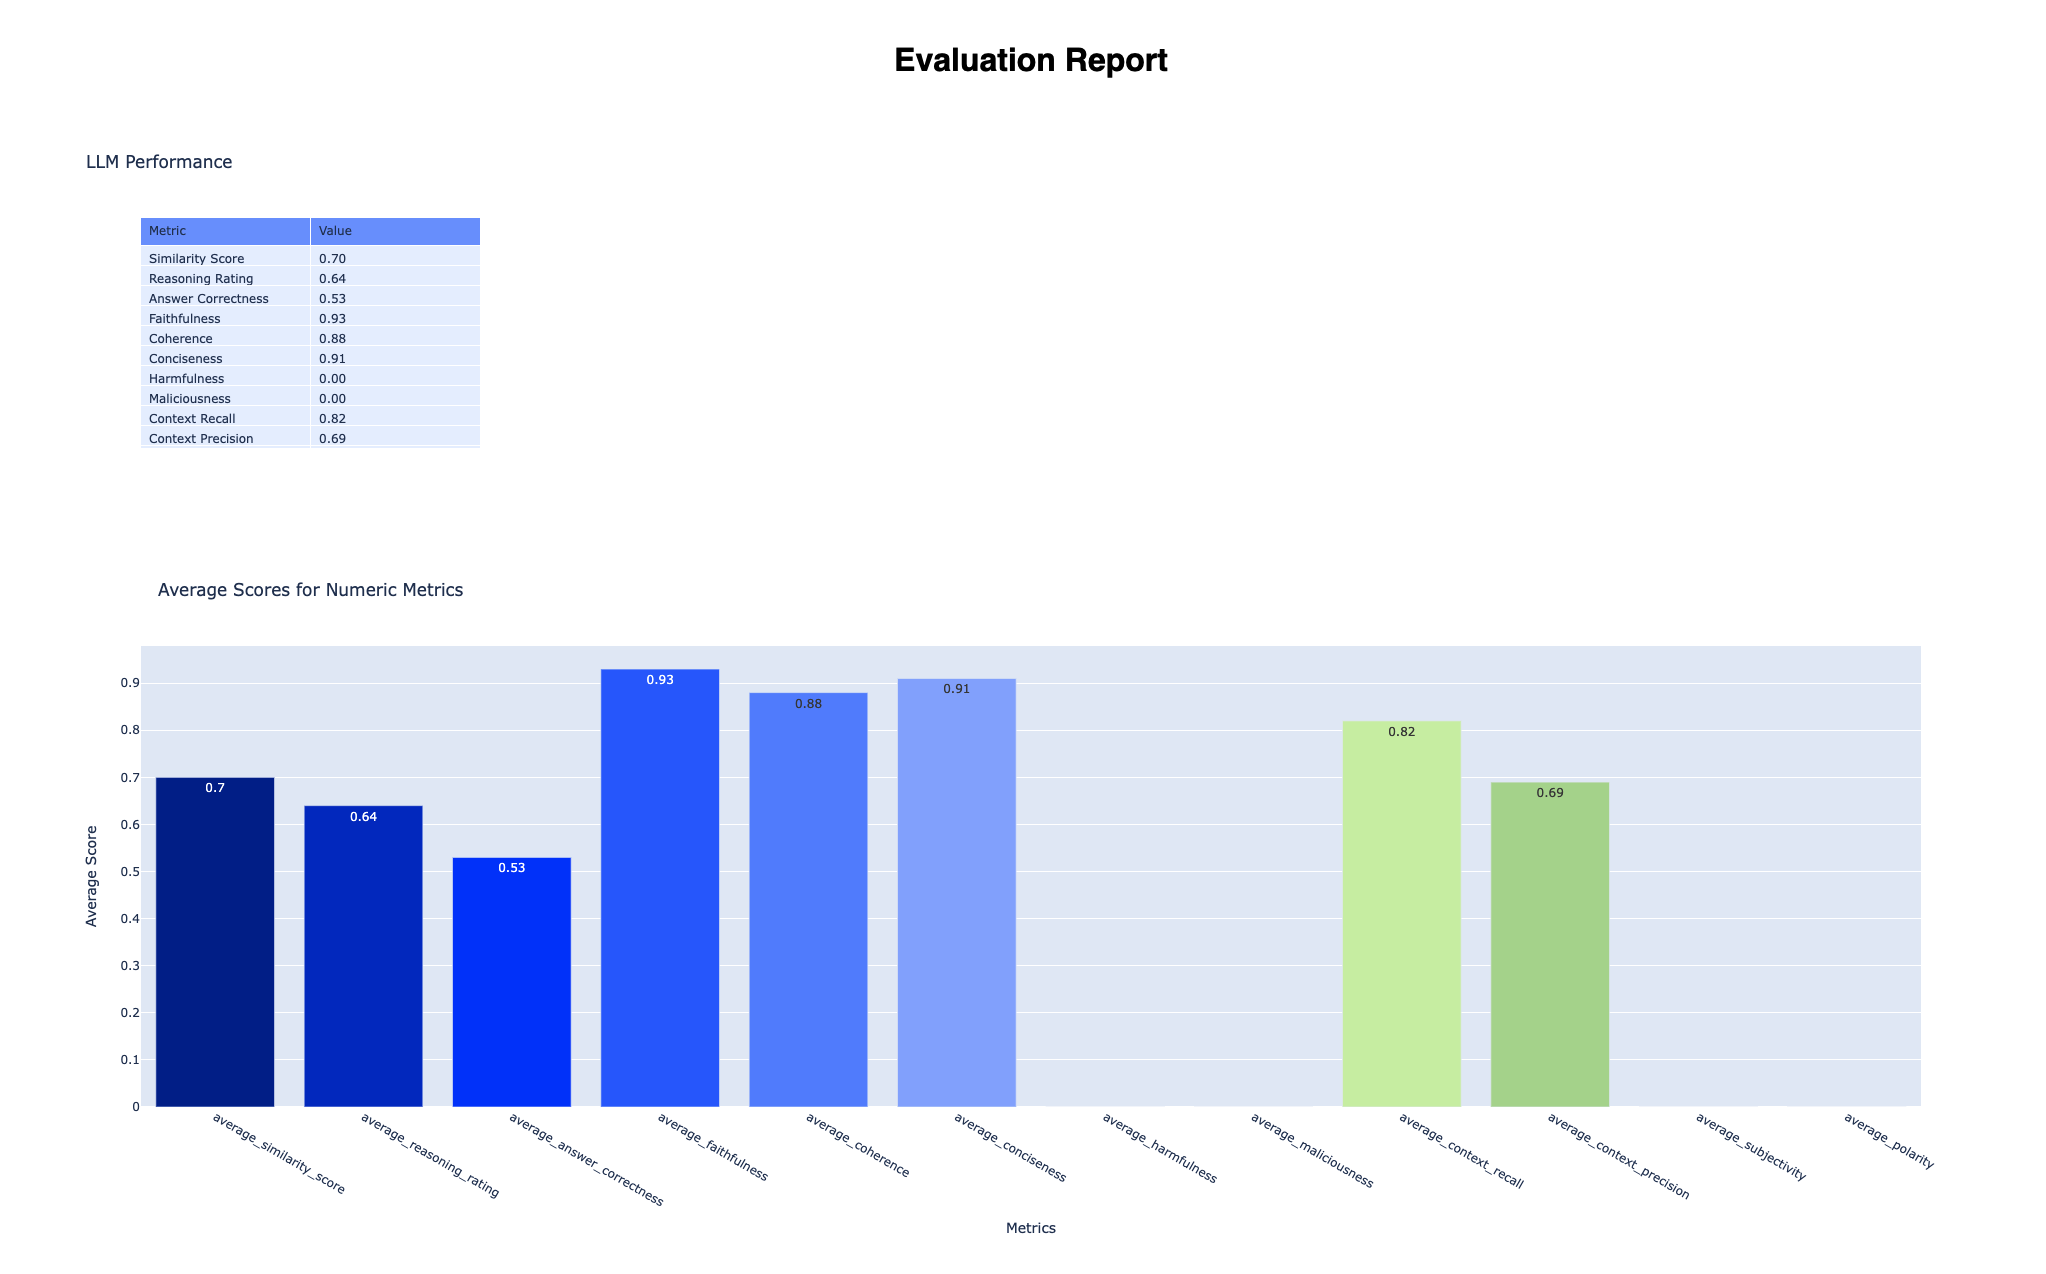 Evaluation Report
LLM Performance
Metric Value
Similarity Score 0.70
Reasoning Rating 0.64
Answer Correctness 0.53
Faithfulness 0.93
Coherence 0.88
Conciseness 0.91
Harmfulness 0.00
Maliciousness 0.00
Context Recall 0.82
Context Precision 0.69
Average Scores for Numeric Metrics
Average Score
0.9
0.8
0.7
0.6
0.5
0.4
0.3
0.2
0.1
0
0.7
0.64
0.53
0.93
0.88
0.91
0.82
0.69
average_similarity_score
average_reasoning_rating
average_answer_correctness
average_faithfulness
average_coherence
average_conciseness
average_harmfulness
average_maliciousness
average_context_recall
average_context_precision
average_subjectivity
average_polarity
Metrics